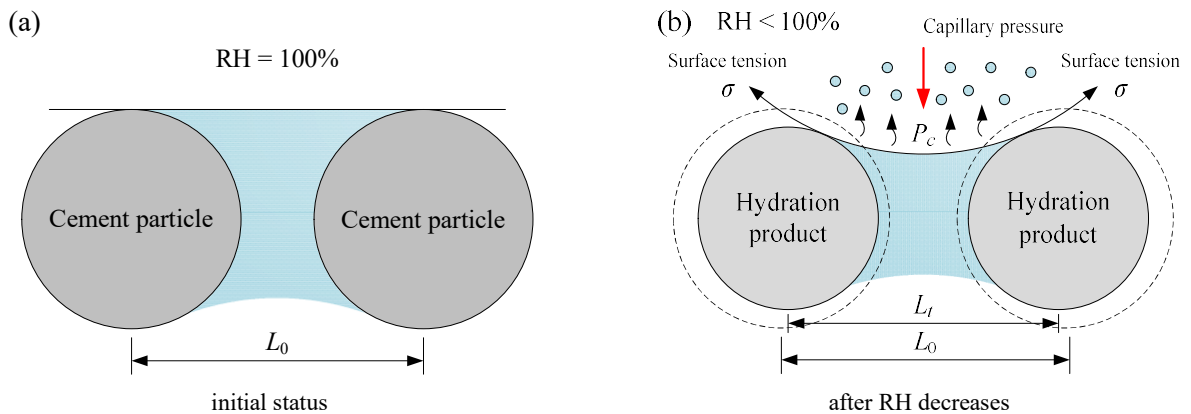 (a)
RH = 100%
Cement particle
Cement particle
L0
initial status
(b)
RH < 100%
Capillary pressure
Surface tension
Surface tension
σ
σ
Pc
Hydration
product
Hydration
product
Lt
L0
after RH decreases